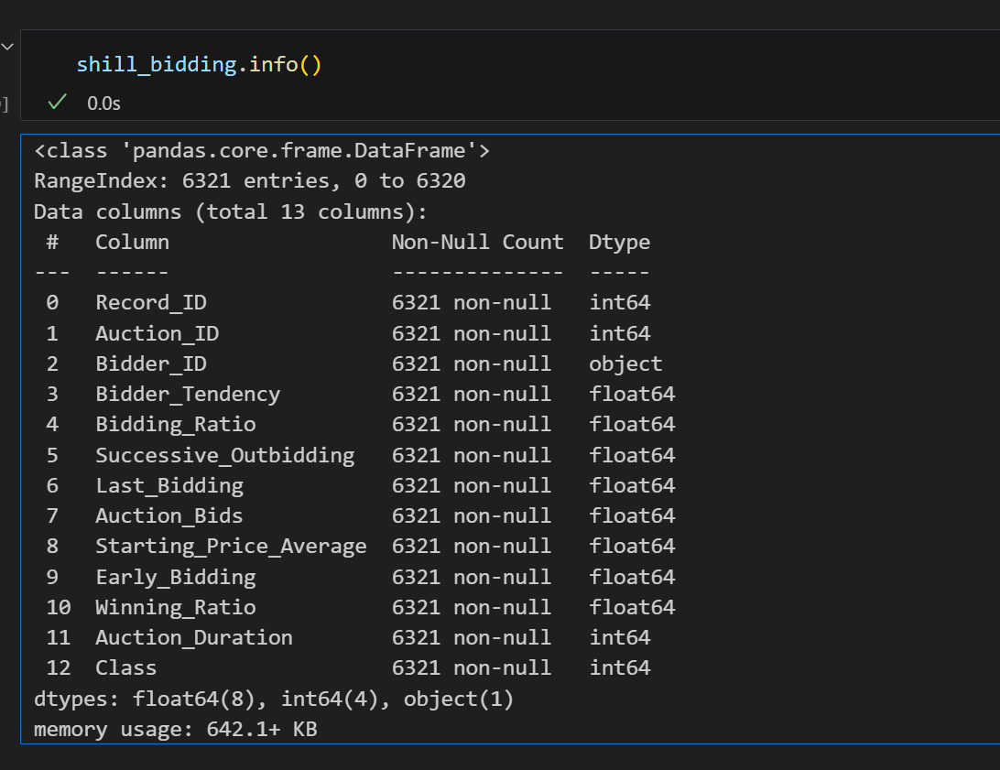 shill_bidding.info()
]
0.0s
<class 'pandas.core.frame.DataFrame'>
RangeIndex: 6321 entries, 0 to 6320
Data columns (total 13 columns):
 #   Column                  Non-Null Count  Dtype
---  ------                  --------------  -----
 0   Record_ID               6321 non-null   int64
 1   Auction_ID              6321 non-null   int64
 2   Bidder_ID               6321 non-null   object
 3   Bidder_Tendency         6321 non-null   float64
 4   Bidding_Ratio           6321 non-null   float64
 5   Successive_Outbidding   6321 non-null   float64
 6   Last_Bidding            6321 non-null   float64
 7   Auction_Bids            6321 non-null   float64
 8   Starting_Price_Average  6321 non-null   float64
 9   Early_Bidding           6321 non-null   float64
 10  Winning_Ratio           6321 non-null   float64
 11  Auction_Duration        6321 non-null   int64
 12  Class                   6321 non-null   int64
dtypes: float64(8), int64(4), object(1)
memory usage: 642.1+ KB